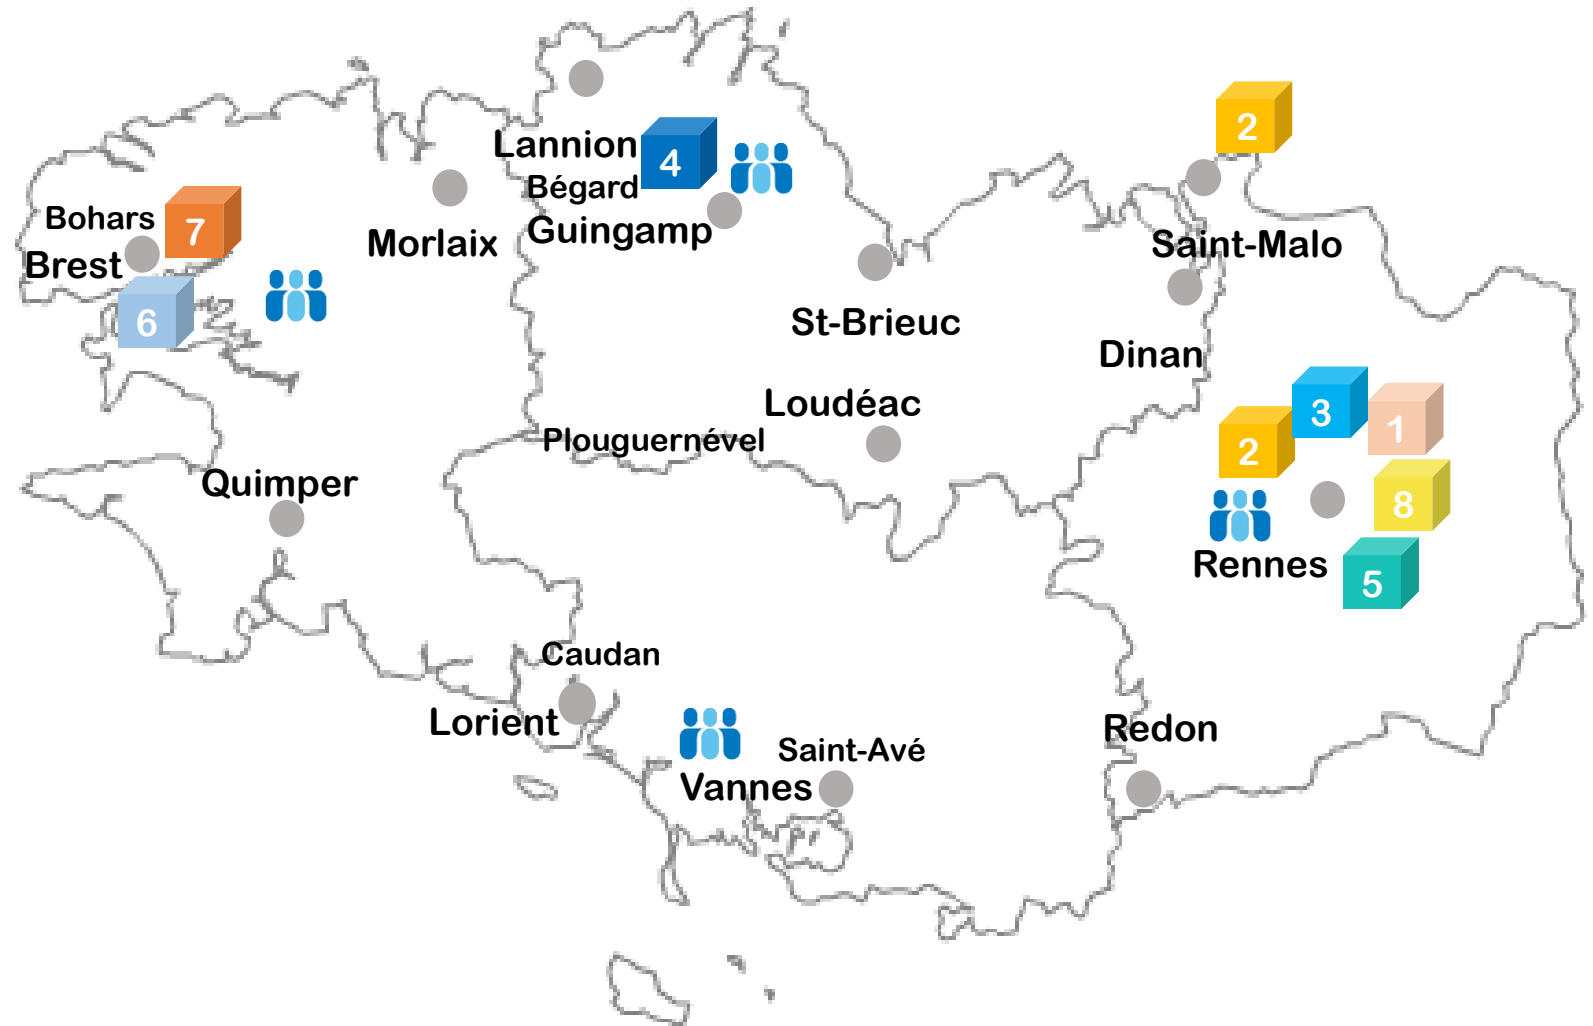 2
Lannion
4
Bégard
Bohars
7
Guingamp
Morlaix
Saint-Malo
Brest
6
St-Brieuc
Dinan
Loudéac
3
1
2
Plouguernével
Quimper
8
Rennes
5
Caudan
Lorient
Redon
Saint-Avé
Vannes